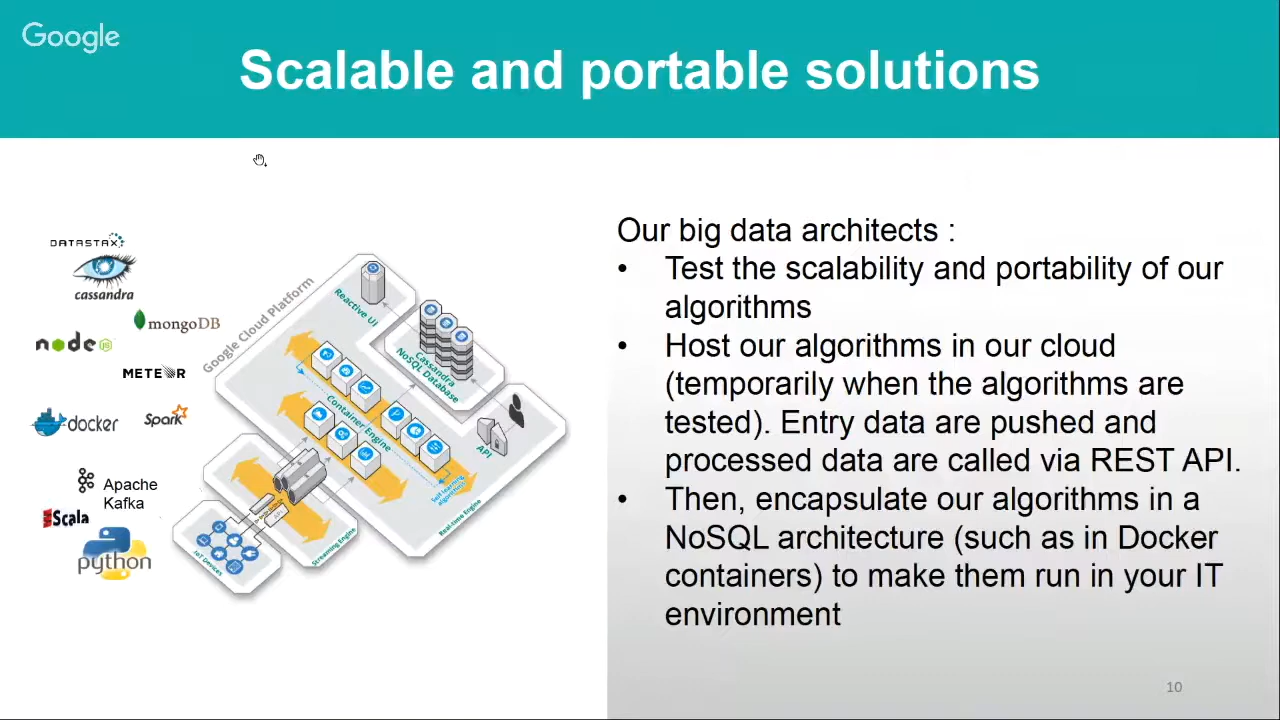 Google
Scalable and portable solutions
DATASTAX
cassandra
mongoDB
node
JS
METEOR
docker
Spark
Apache
Kafka
Scala
python
Google Cloud Platform
Reactive UI
Cassandra
NoSQL Database
Container Engine
API
Self learning
algorithms
Real-time Engine
Streaming Engine
IoT Devices
Our big data architects :
• Test the scalability and portability of our
algorithms
• Host our algorithms in our cloud
(temporarily when the algorithms are
tested). Entry data are pushed and
processed data are called via REST API.
• Then, encapsulate our algorithms in a
NoSQL architecture (such as in Docker
containers) to make them run in your IT
environment
10